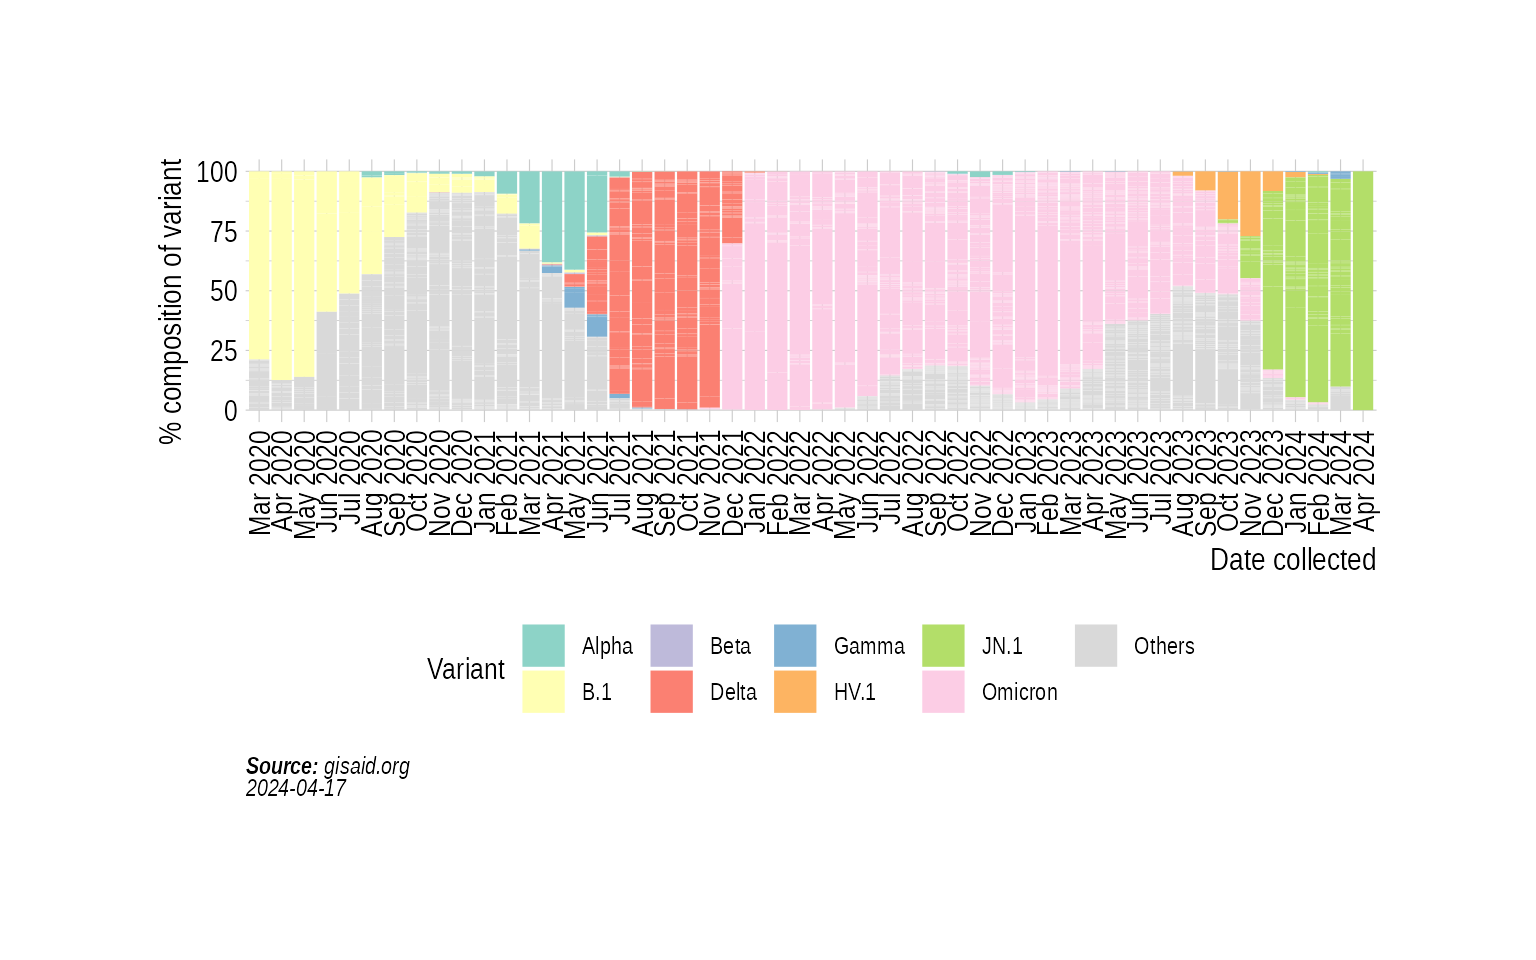 % composition of variant
100
75
50
25
0
Mar 2020
Apr 2020
May 2020
Jun 2020
Jul 2020
Aug 2020
Sep 2020
Oct 2020
Nov 2020
Dec 2020
Jan 2021
Feb 2021
Mar 2021
Apr 2021
May 2021
Jun 2021
Jul 2021
Aug 2021
Sep 2021
Oct 2021
Nov 2021
Dec 2021
Jan 2022
Feb 2022
Mar 2022
Apr 2022
May 2022
Jun 2022
Jul 2022
Aug 2022
Sep 2022
Oct 2022
Nov 2022
Dec 2022
Jan 2023
Feb 2023
Mar 2023
Apr 2023
May 2023
Jun 2023
Jul 2023
Aug 2023
Sep 2023
Oct 2023
Nov 2023
Dec 2023
Jan 2024
Feb 2024
Mar 2024
Apr 2024
Date collected
Variant
Alpha
Beta
Gamma
JN.1
Others
B.1
Delta
HV.1
Omicron
Source: gisaid.org
2024-04-17